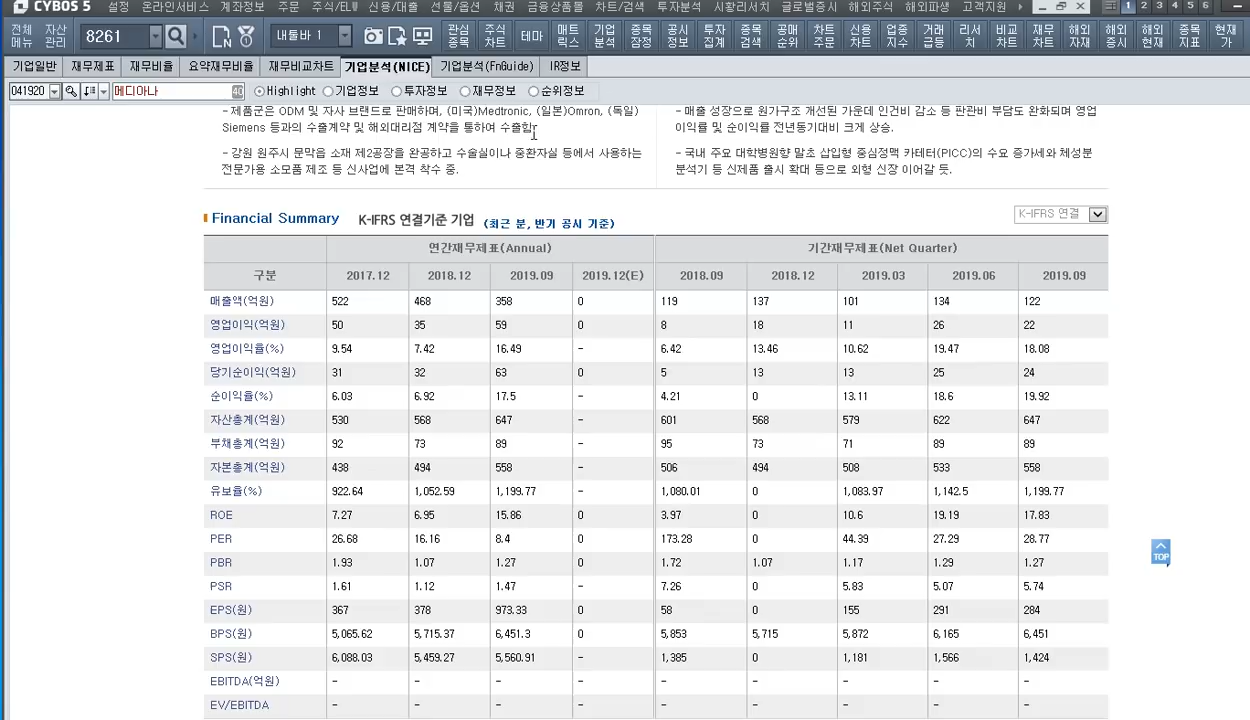 CYBOS 5 설정 온라인서비스 계좌정보 주문 주식/ELW 신용/대출 선물/옵션 채권 금융상품몰 차트/검색 투자분석 시황리서치 글로벌증시 해외주식 해외파생 고객지원 1 2 3 4 5 6
전체메뉴 자산관리 8261 내툴바 1 관심종목 주식차트 테마 매트릭스 기업분석 종목잠정 공시정보 투자집계 종목검색 공매순위 차트주문 신용차트 업종지수 거래급등 리서치 비교차트 재무차트 해외자재 해외증시 해외현재 종목지표 현재가
기업일반 재무제표 재무비율 요약재무비율 재무비교차트 기업분석(NICE) 기업분석(FnGuide) IR정보
041920 메디아나 40 Highlight 기업정보 투자정보 재무정보 순위정보
- 제품군은 ODM 및 자사 브랜드로 판매하며, (미국)Medtronic, (일본)Omron, (독일)
Siemens 등과의 수출계약 및 해외대리점 계약을 통하여 수출함.
- 강원 원주시 문막읍 소재 제2공장을 완공하고 수술실이나 중환자실 등에서 사용하는
전문가용 소모품 제조 등 신사업에 본격 착수 중.
- 매출 성장으로 원가구조 개선된 가운데 인건비 감소 등 판관비 부담도 완화되며 영업
이익률 및 순이익률 전년동기대비 크게 상승.
- 국내 주요 대학병원향 말초 삽입형 중심정맥 카테터(PICC)의 수요 증가세와 체성분
분석기 등 신제품 출시 확대 등으로 외형 신장 이어갈 듯.
Financial Summary K-IFRS 연결기준 기업 (최근 분, 반기 공시 기준) K-IFRS 연결
연간재무제표(Annual) 기간재무제표(Net Quarter)
구분 2017.12 2018.12 2019.09 2019.12(E) 2018.09 2018.12 2019.03 2019.06 2019.09
매출액(억원) 522 468 358 0 119 137 101 134 122
영업이익(억원) 50 35 59 0 8 18 11 26 22
영업이익률(%) 9.54 7.42 16.49 - 6.42 13.46 10.62 19.47 18.08
당기순이익(억원) 31 32 63 0 5 13 13 25 24
순이익률(%) 6.03 6.92 17.5 - 4.21 0 13.11 18.6 19.92
자산총계(억원) 530 568 647 - 601 568 579 622 647
부채총계(억원) 92 73 89 - 95 73 71 89 89
자본총계(억원) 438 494 558 - 506 494 508 533 558
유보율(%) 922.64 1,052.59 1,199.77 - 1,080.01 0 1,083.97 1,142.5 1,199.77
ROE 7.27 6.95 15.86 0 3.97 0 10.6 19.19 17.83
PER 26.68 16.16 8.4 0 173.28 0 44.39 27.29 28.77
PBR 1.93 1.07 1.27 0 1.72 1.07 1.17 1.29 1.27
PSR 1.61 1.12 1.47 - 7.26 0 5.83 5.07 5.74
EPS(원) 367 378 973.33 0 58 0 155 291 284
BPS(원) 5,065.62 5,715.37 6,451.3 0 5,853 5,715 5,872 6,165 6,451
SPS(원) 6,088.03 5,459.27 5,560.91 - 1,385 0 1,181 1,566 1,424
EBITDA(억원) - - - - - - - - -
EV/EBITDA - - - - - - - - -
TOP